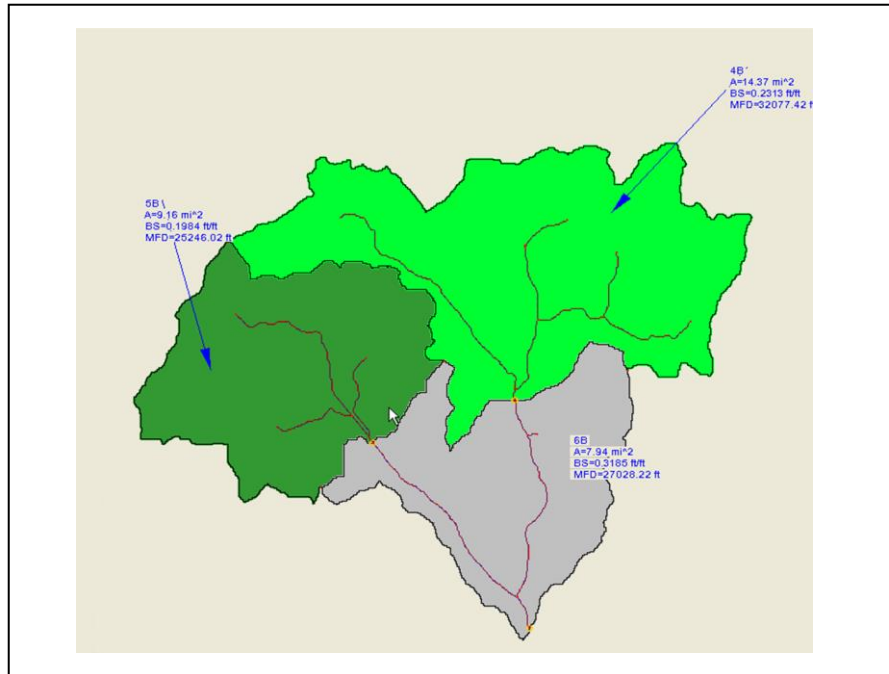 4B
A=14.37 mi^2
BS=0.2313 ft/ft
MFD=32077.42 ft
5B
A=9.16 mi^2
BS=0.1984 ft/ft
MFD=25246.02 ft
6B
A=7.94 mi^2
BS=0.3185 ft/ft
MFD=27028.22 ft